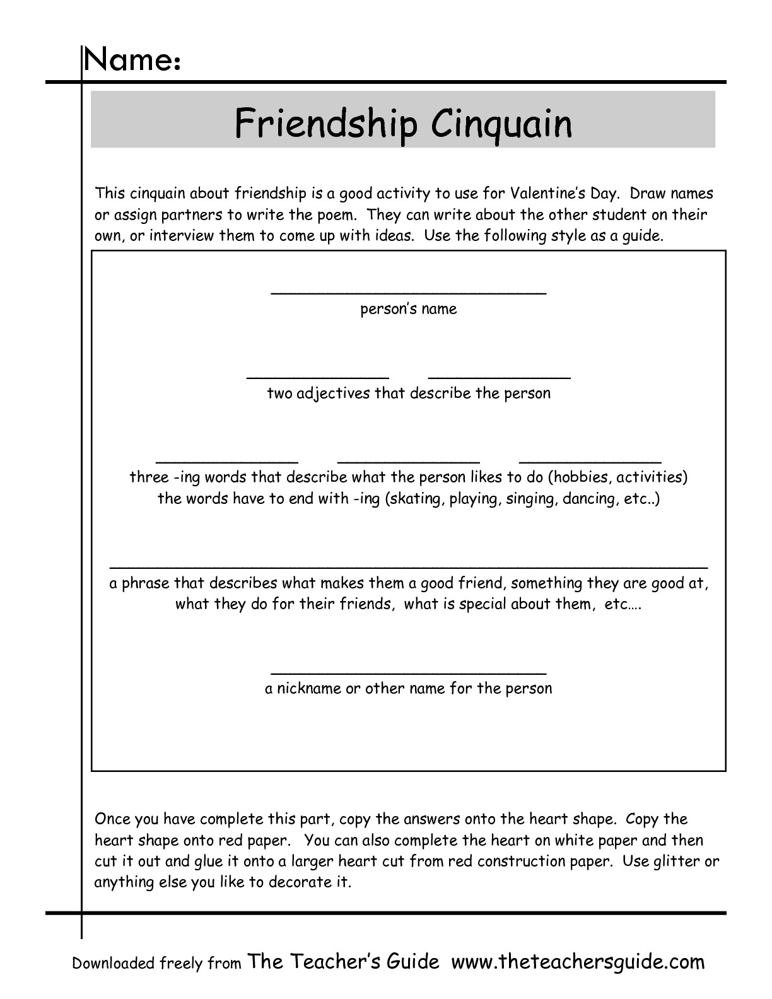 Name:
Friendship Cinquain
This cinquain about friendship is a good activity to use for Valentine's Day.  Draw names
or assign partners to write the poem.  They can write about the other student on their
own, or interview them to come up with ideas.  Use the following style as a guide.
person's name
two adjectives that describe the person
three -ing words that describe what the person likes to do (hobbies, activities)
the words have to end with -ing (skating, playing, singing, dancing, etc..)
a phrase that describes what makes them a good friend, something they are good at,
what they do for their friends,  what is special about them,  etc....
a nickname or other name for the person
Once you have complete this part, copy the answers onto the heart shape.  Copy the
heart shape onto red paper.   You can also complete the heart on white paper and then
cut it out and glue it onto a larger heart cut from red construction paper.  Use glitter or
anything else you like to decorate it.
Downloaded freely from The Teacher's Guide  www.theteachersguide.com